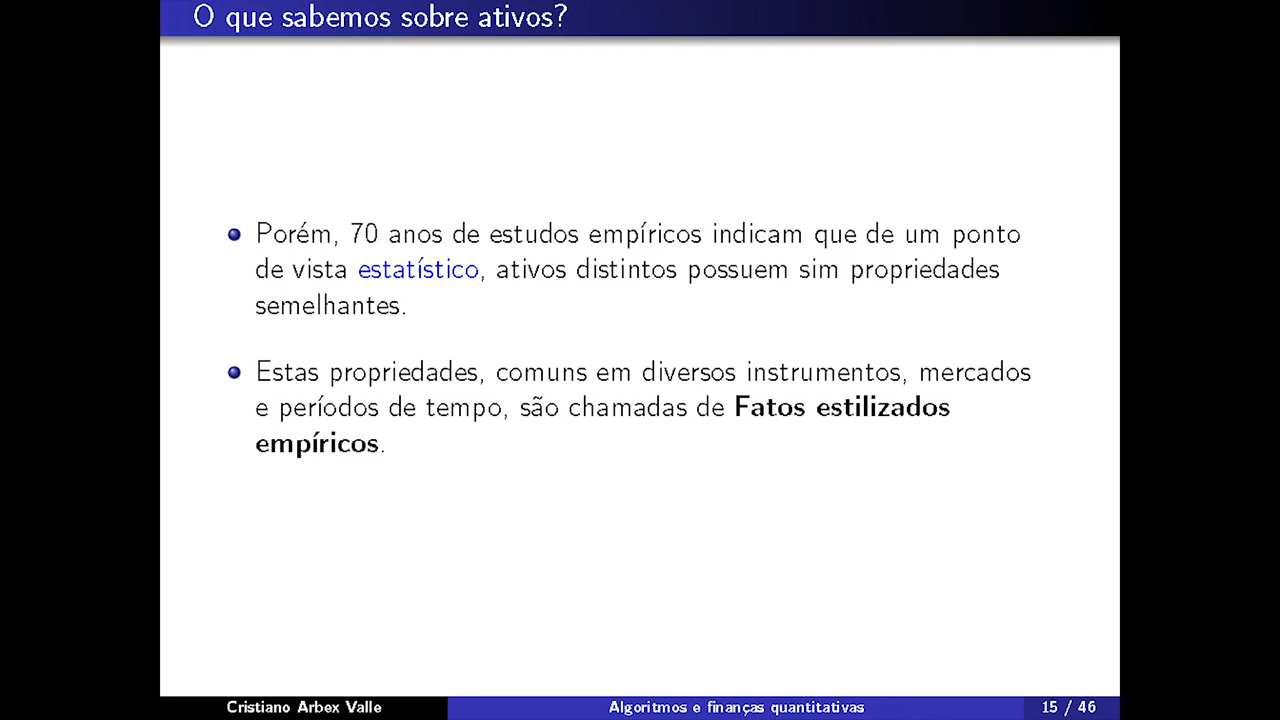 O que sabemos sobre ativos?
Porém, 70 anos de estudos empíricos indicam que de um ponto
de vista estatístico, ativos distintos possuem sim propriedades
semelhantes.
Estas propriedades, comuns em diversos instrumentos, mercados
e períodos de tempo, são chamadas de Fatos estilizados
empíricos.
Cristiano Arbex Valle Algoritmos e finanças quantitativas 15 / 46